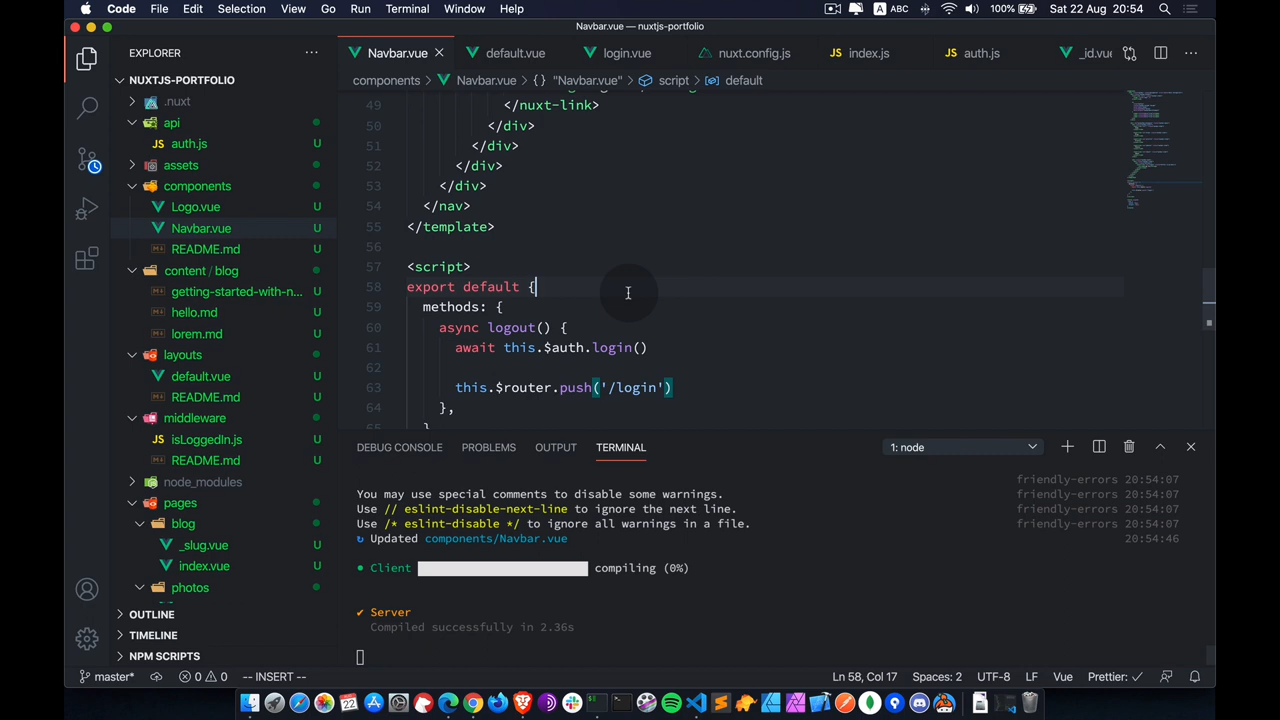 Code File Edit Selection View Go Run Terminal Window Help A ABC 100% Sat 22 Aug 20:54
Navbar.vue — nuxtjs-portfolio
EXPLORER
NUXTJS-PORTFOLIO
.nuxt
api
auth.js U
assets
components
Logo.vue U
Navbar.vue U
README.md U
content / blog
getting-started-with-n... U
hello.md U
lorem.md U
layouts
default.vue U
README.md U
middleware
isLoggedIn.js U
README.md U
node_modules
pages
blog
_slug.vue U
index.vue U
photos
OUTLINE
TIMELINE
NPM SCRIPTS
Navbar.vue default.vue login.vue nuxt.config.js JS index.js JS auth.js _id.vue
components > Navbar.vue > {} "Navbar.vue" > script > default
49 </nuxt-link>
50 </div>
51 </div>
52 </div>
53 </div>
54 </nav>
55 </template>
56
57 <script>
58 export default {
59 methods: {
60 async logout() {
61 await this.$auth.login()
62
63 this.$router.push('/login')
64 },
65 }
DEBUG CONSOLE PROBLEMS OUTPUT TERMINAL 1: node
friendly-errors 20:54:07
You may use special comments to disable some warnings. friendly-errors 20:54:07
Use // eslint-disable-next-line to ignore the next line. friendly-errors 20:54:07
Use /* eslint-disable */ to ignore all warnings in a file. friendly-errors 20:54:07
↻ Updated components/Navbar.vue 20:54:46
● Client compiling (0%)
✔ Server
Compiled successfully in 2.36s
master* 0 0 -- INSERT -- Ln 58, Col 17 Spaces: 2 UTF-8 LF Vue Prettier: ✓